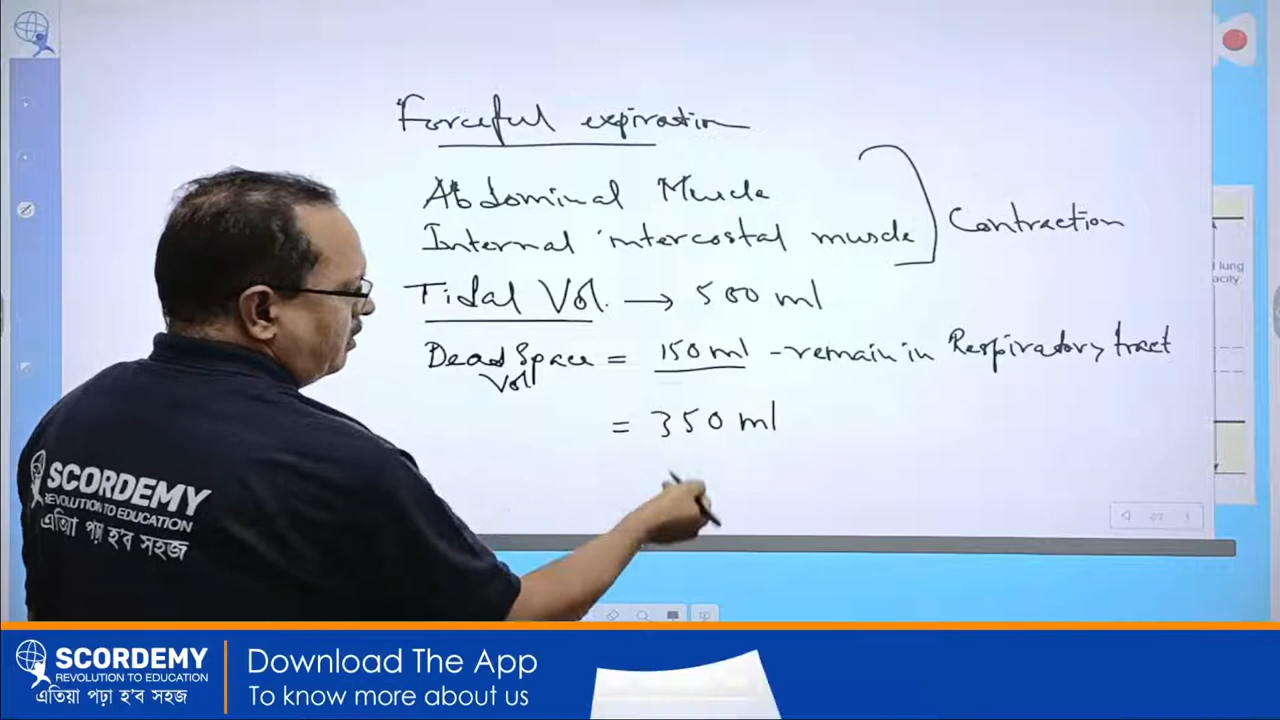 Forceful expiration
Abdominal Muscle
Internal intercostal muscle
Contraction
Tidal Vol. → 500 ml
Dead Space Vol = 150 ml - remain in Respiratory tract
= 350 ml
lung
SCORDEMY
REVOLUTION TO EDUCATION
এতিয়া পঢ়া হ'ব সহজ
SCORDEMY
REVOLUTION TO EDUCATION
এতিয়া পঢ়া হ'ব সহজ
Download The App
To know more about us